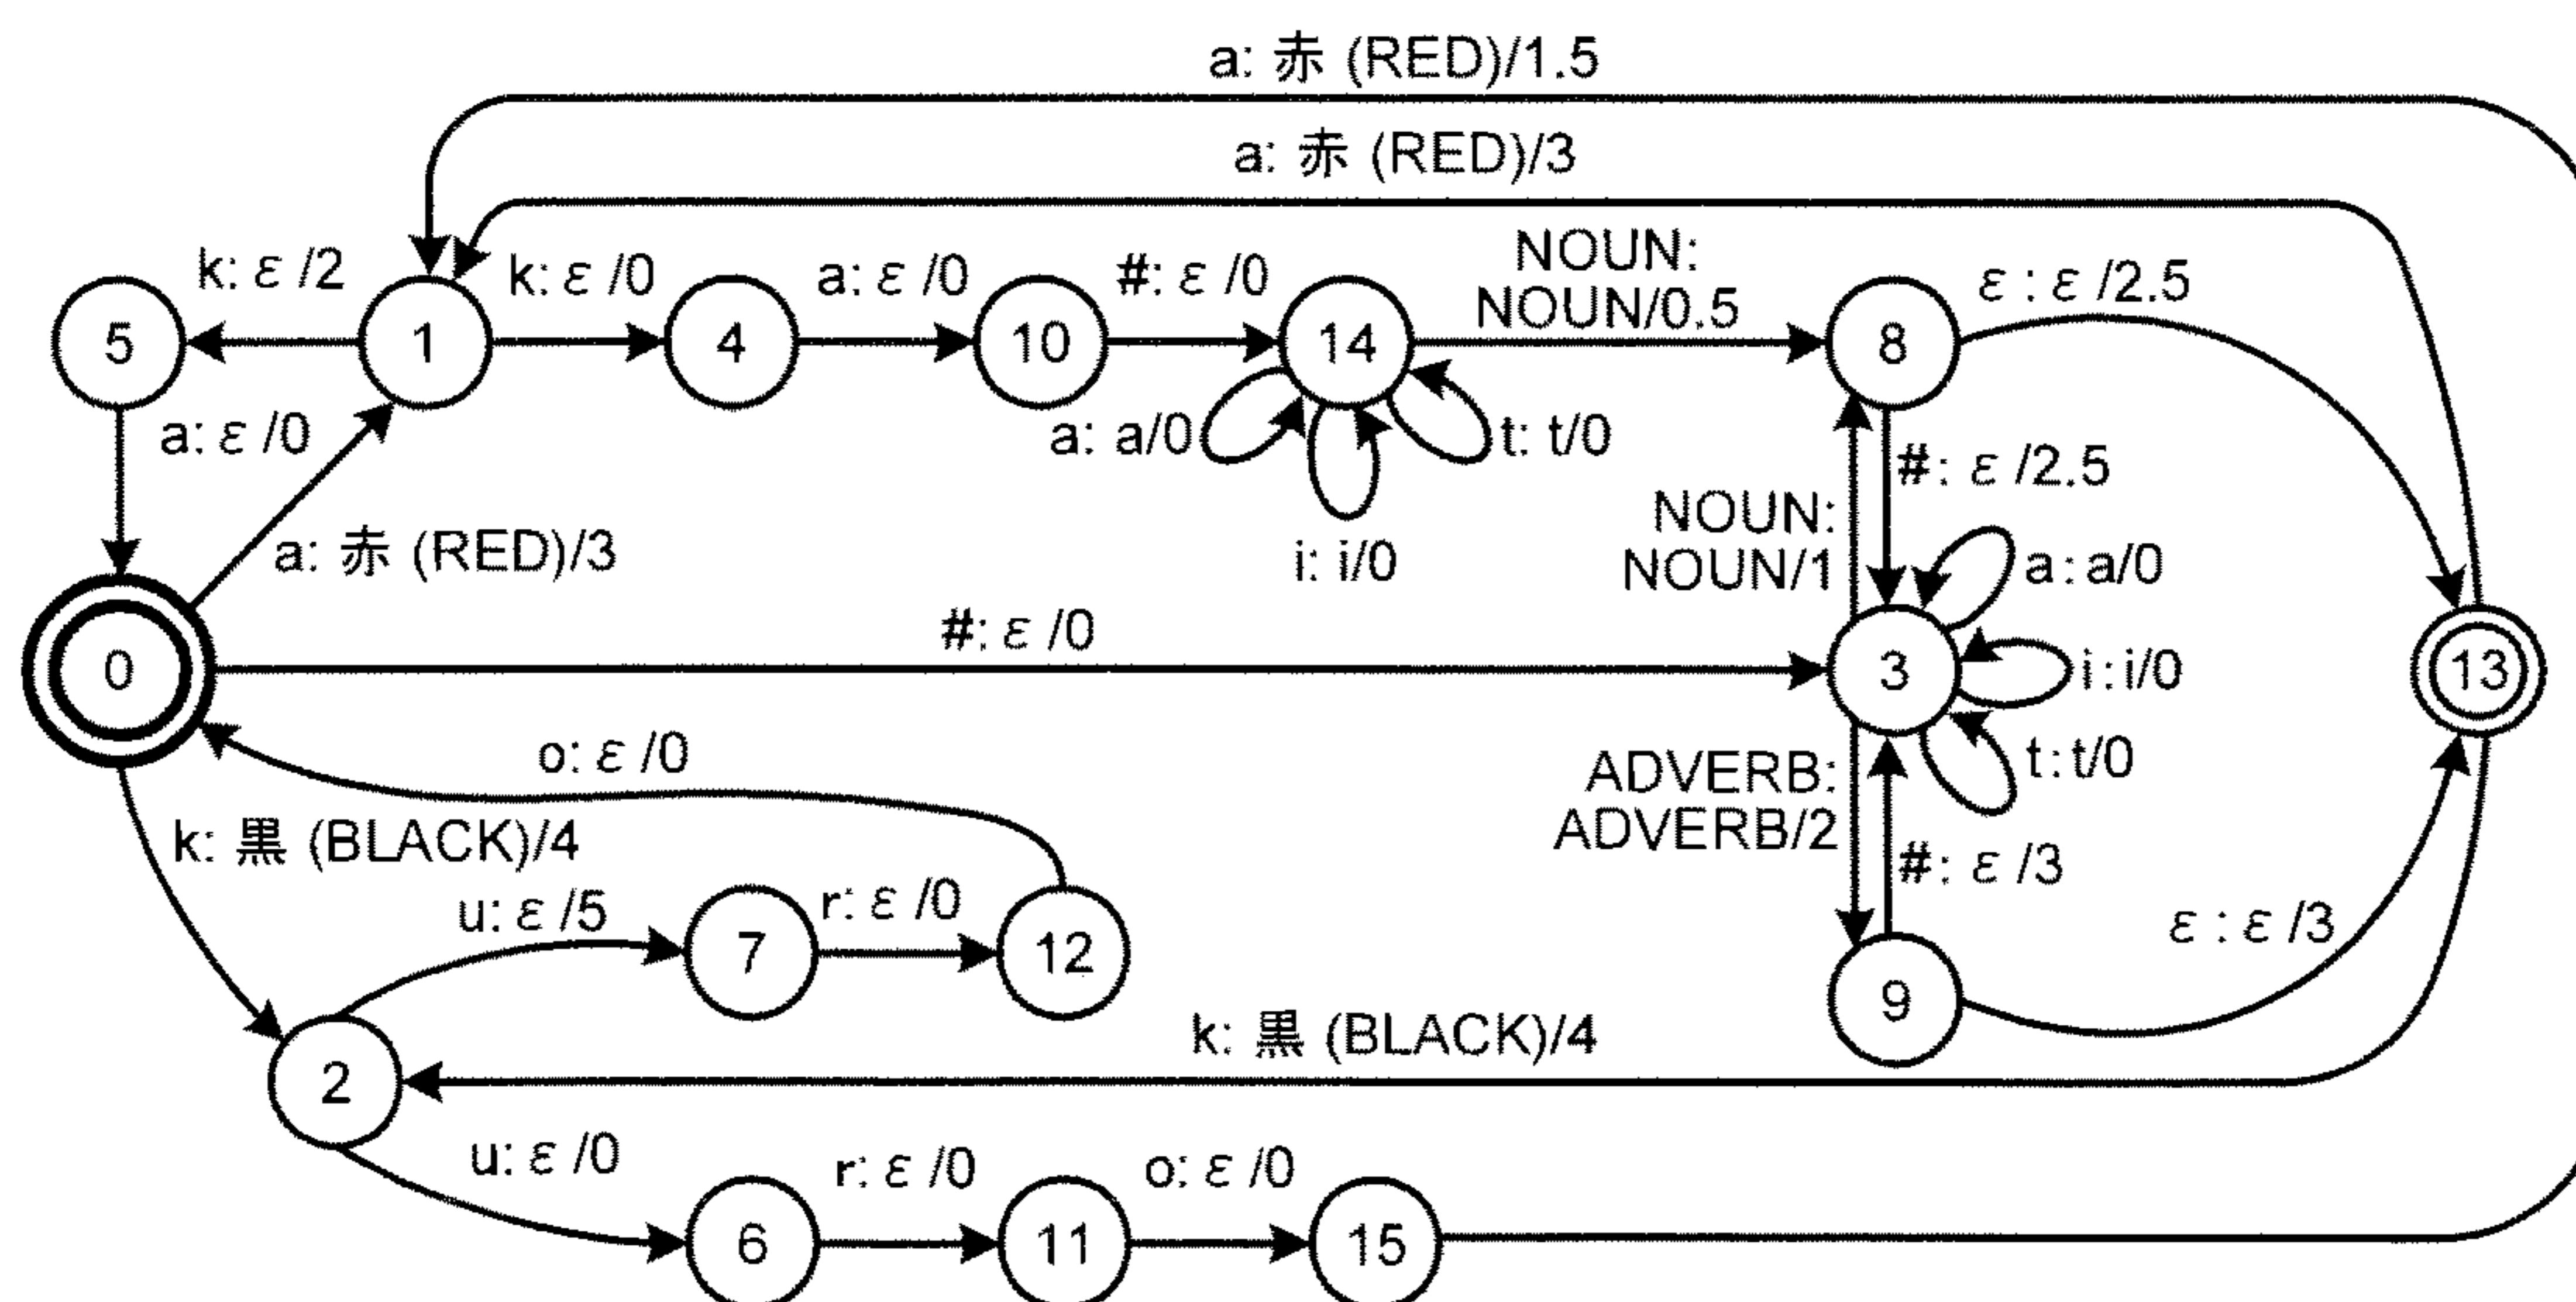 a: 赤 (RED)/1.5
a: 赤 (RED)/3
k: ε /2
k: ε /0
a: ε /0
#: ε /0
NOUN:
NOUN/0.5
ε : ε /2.5
5
1
4
10
14
8
a: ε /0
a: a/0
t: t/0
i: i/0
#: ε /2.5
NOUN:
NOUN/1
a: 赤 (RED)/3
a : a/0
#: ε /0
0
3
i : i/0
13
o: ε /0
ADVERB:
ADVERB/2
t : t/0
k: 黒 (BLACK)/4
#: ε /3
u: ε /5
r: ε /0
ε : ε /3
7
12
9
k: 黒 (BLACK)/4
2
u: ε /0
r: ε /0
o: ε /0
6
11
15